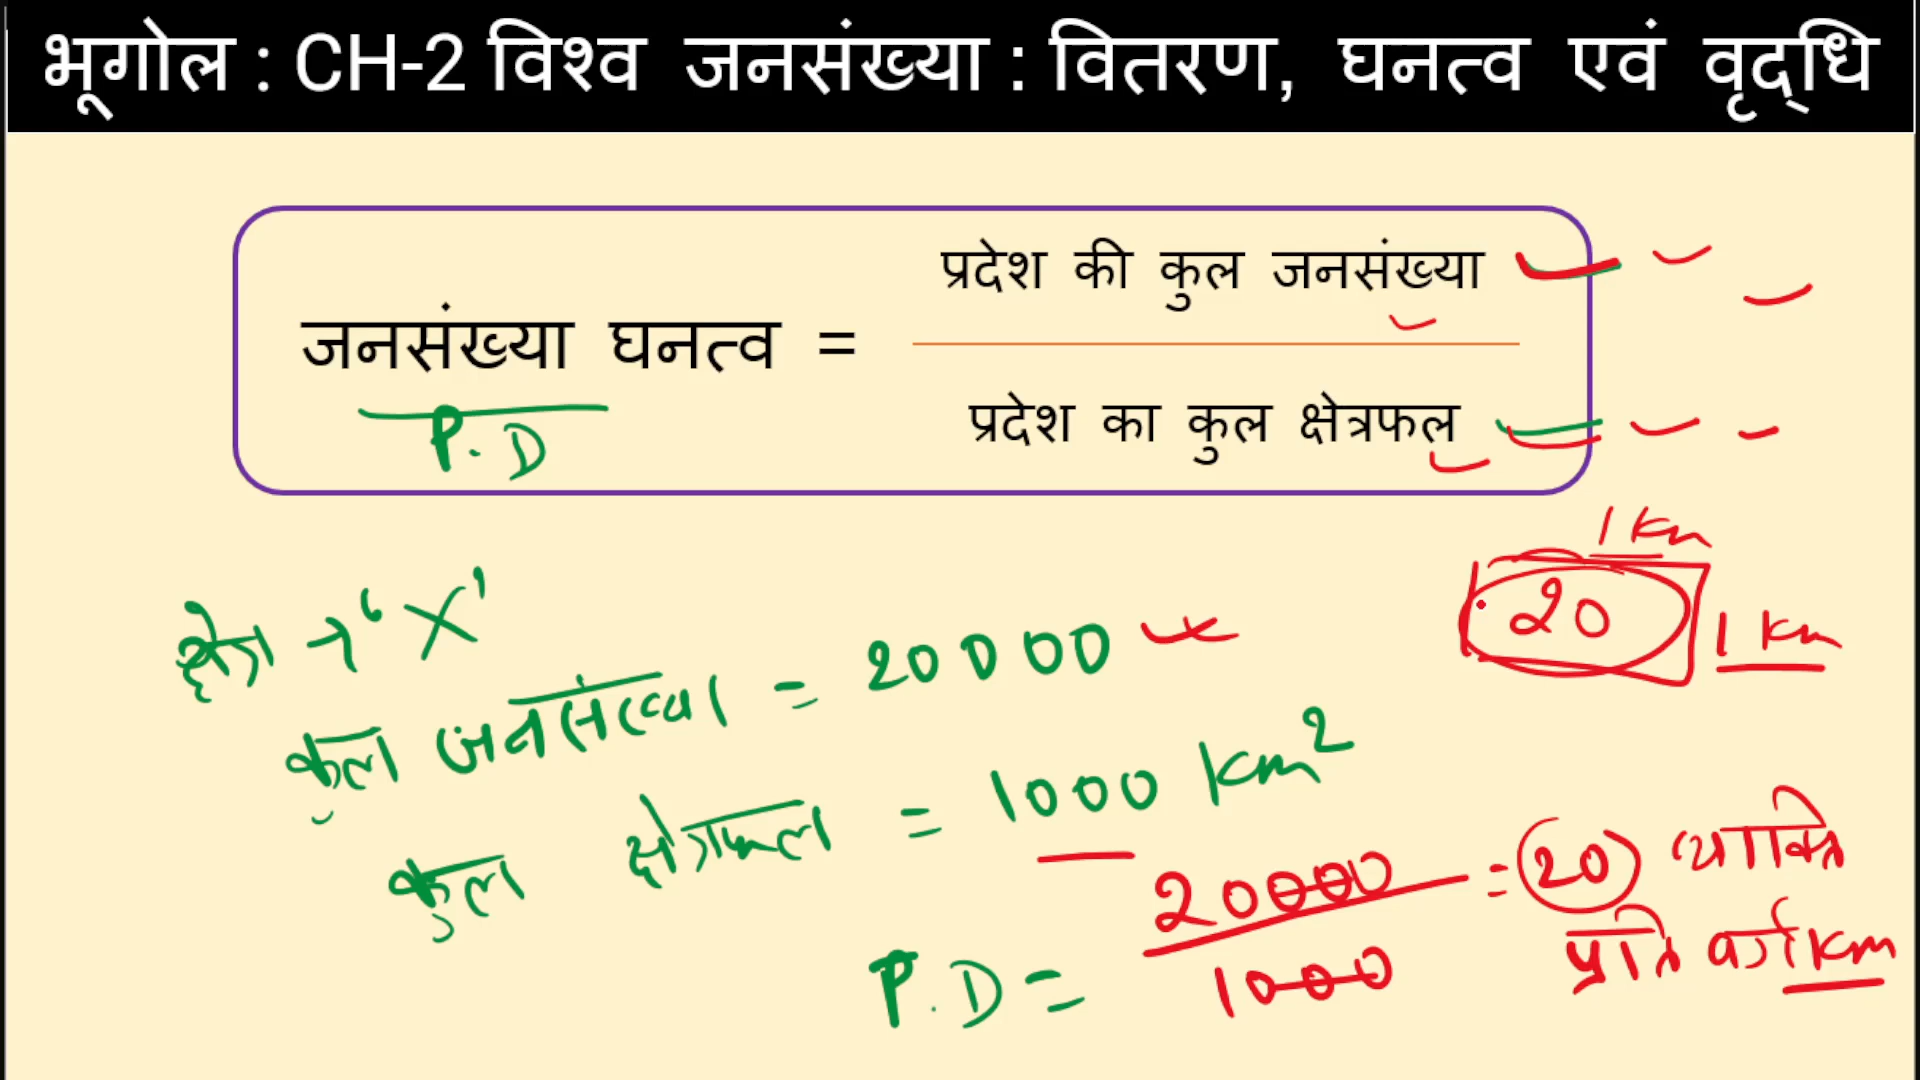 भूगोल : CH-2 विश्व जनसंख्या : वितरण, घनत्व एवं वृद्धि
प्रदेश की कुल जनसंख्या
जनसंख्या घनत्व =
प्रदेश का कुल क्षेत्रफल
P.D
1 Km
20
1 Km
क्षेत्र → 'X'
कुल जनसंख्या = 20000
कुल क्षेत्रफल = 1000 km²
P.D = 20000 / 1000 = 20 व्यक्ति
प्रति वर्ग km